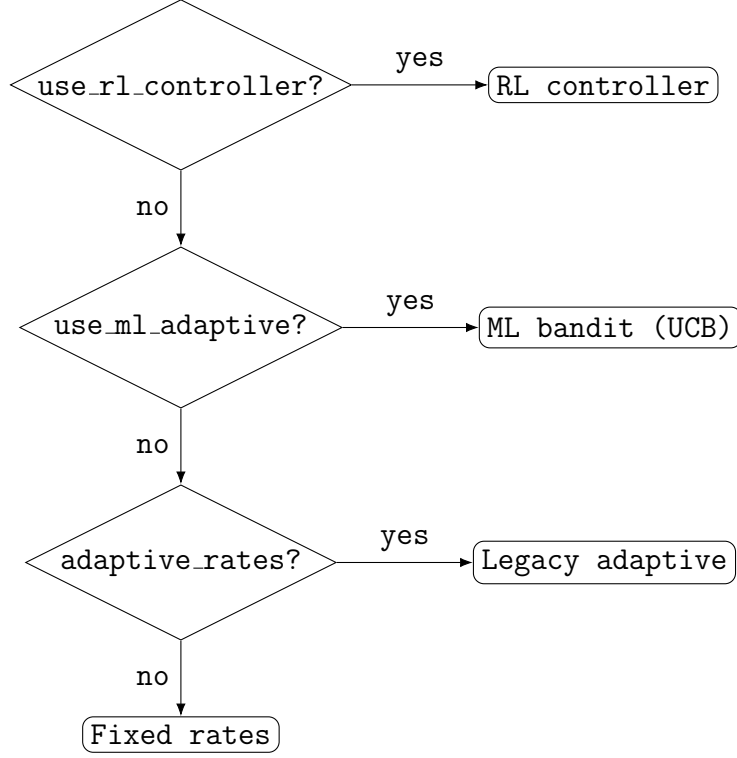 use_rl_controller?
yes
RL controller
no
use_ml_adaptive?
yes
ML bandit (UCB)
no
adaptive_rates?
yes
Legacy adaptive
no
Fixed rates